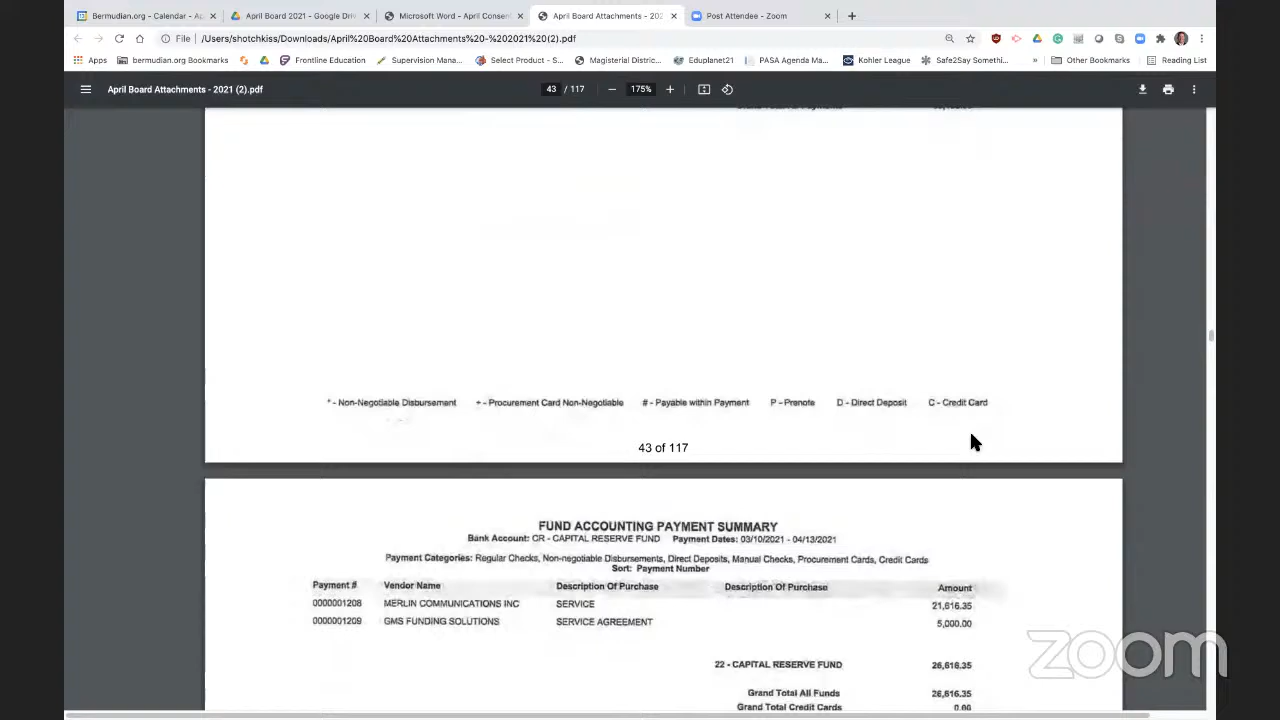 Bermudian.org - Calendar - Ap
April Board 2021 - Google Driv
Microsoft Word - April Consent
April Board Attachments - 202
Post Attendee - Zoom
File /Users/shotchkiss/Downloads/April%20Board%20Attachments%20-%202021%20(2).pdf
Apps
bermudian.org Bookmarks
Frontline Education
Supervision Mana...
Select Product - S...
Magisterial Distric...
Eduplanet21
PASA Agenda Ma...
Kohler League
Safe2Say Somethi...
»
Other Bookmarks
Reading List
April Board Attachments - 2021 (2).pdf
43 / 117
175%
* - Non-Negotiable Disbursement + - Procurement Card Non-Negotiable # - Payable within Payment P - Prenote D - Direct Deposit C - Credit Card
43 of 117
FUND ACCOUNTING PAYMENT SUMMARY
Bank Account: CR - CAPITAL RESERVE FUND Payment Dates: 03/10/2021 - 04/13/2021
Payment Categories: Regular Checks, Non-negotiable Disbursements, Direct Deposits, Manual Checks, Procurement Cards, Credit Cards
Sort: Payment Number
Payment # Vendor Name Description Of Purchase Description Of Purchase Amount
0000001208 MERLIN COMMUNICATIONS INC SERVICE 21,616.35
0000001209 GMS FUNDING SOLUTIONS SERVICE AGREEMENT 5,000.00
22 - CAPITAL RESERVE FUND 26,616.35
Grand Total All Funds 26,616.35
Grand Total Credit Cards 0.00
zoom